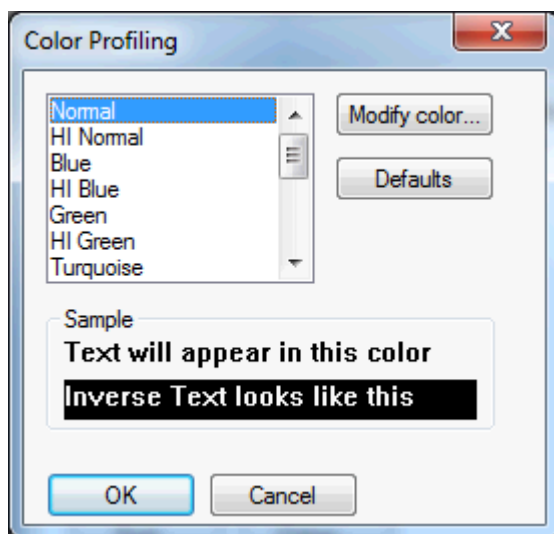 Color Profiling
Normal
HI Normal
Blue
HI Blue
Green
HI Green
Turquoise
Modify color...
Defaults
Sample
Text will appear in this color
Inverse Text looks like this
OK
Cancel